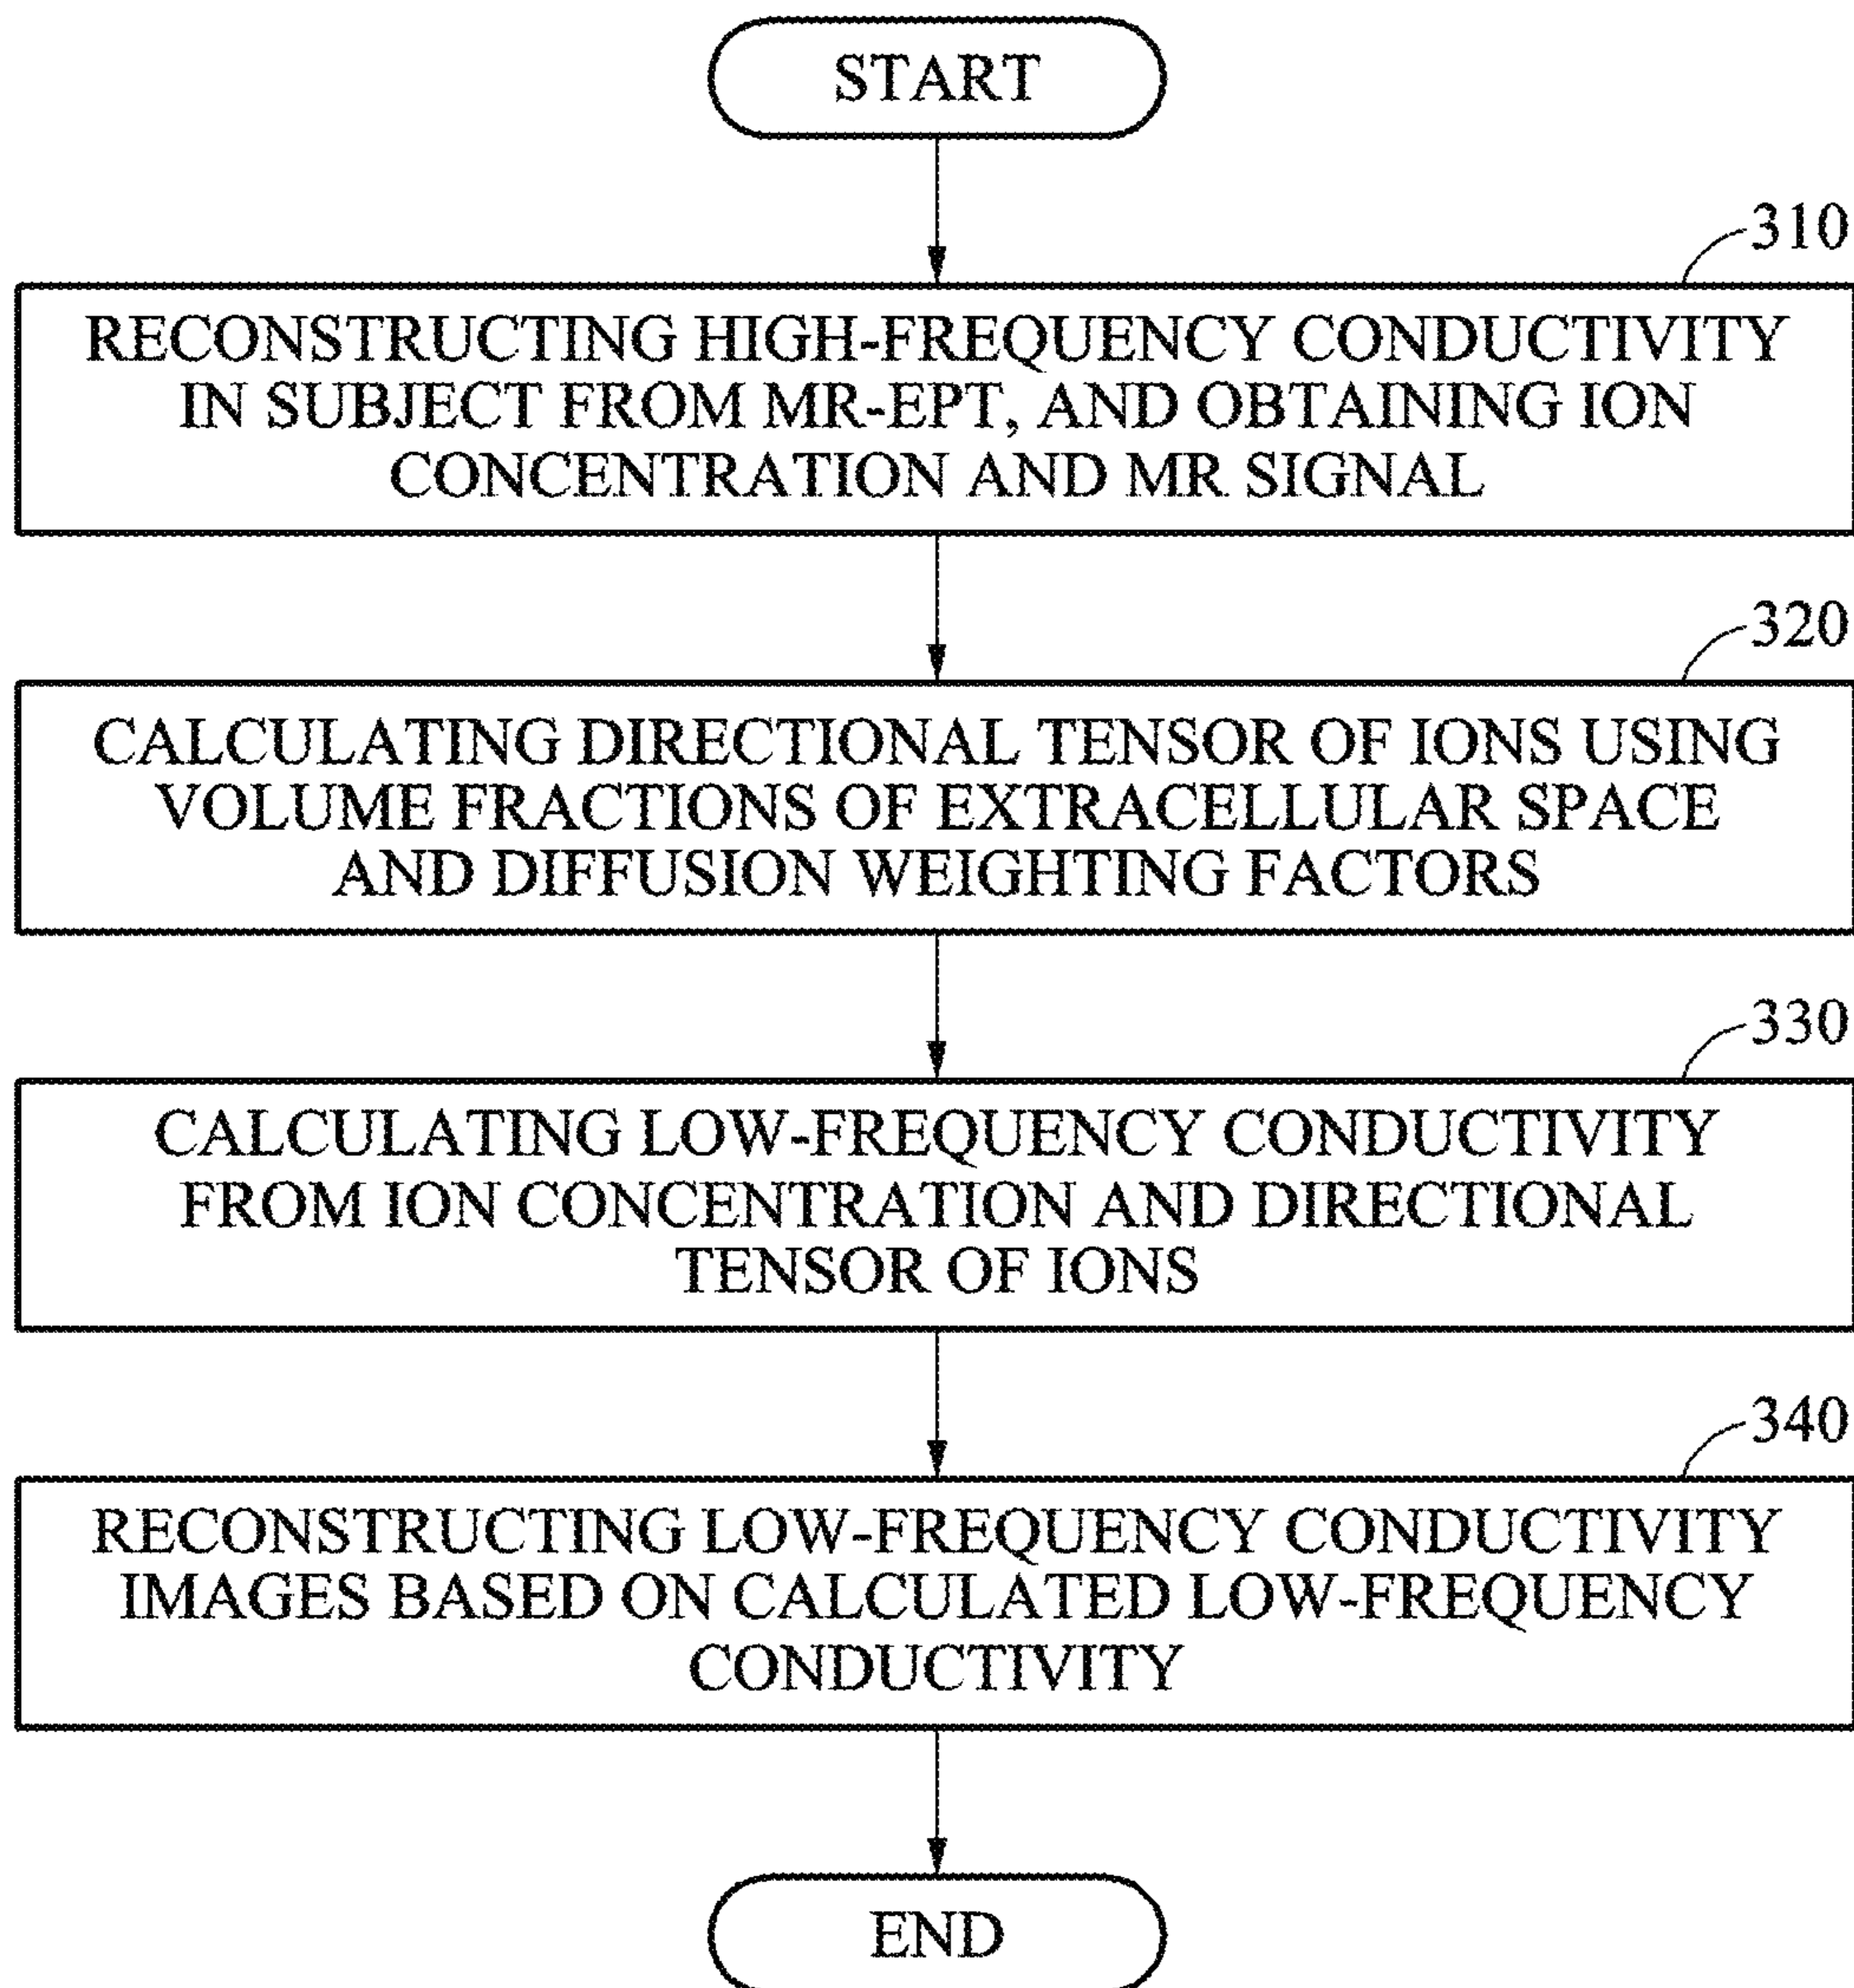 START
310
RECONSTRUCTING HIGH-FREQUENCY CONDUCTIVITY
IN SUBJECT FROM MR-EPT, AND OBTAINING ION
CONCENTRATION AND MR SIGNAL
320
CALCULATING DIRECTIONAL TENSOR OF IONS USING
VOLUME FRACTIONS OF EXTRACELLULAR SPACE
AND DIFFUSION WEIGHTING FACTORS
330
CALCULATING LOW-FREQUENCY CONDUCTIVITY
FROM ION CONCENTRATION AND DIRECTIONAL
TENSOR OF IONS
340
RECONSTRUCTING LOW-FREQUENCY CONDUCTIVITY
IMAGES BASED ON CALCULATED LOW-FREQUENCY
CONDUCTIVITY
END